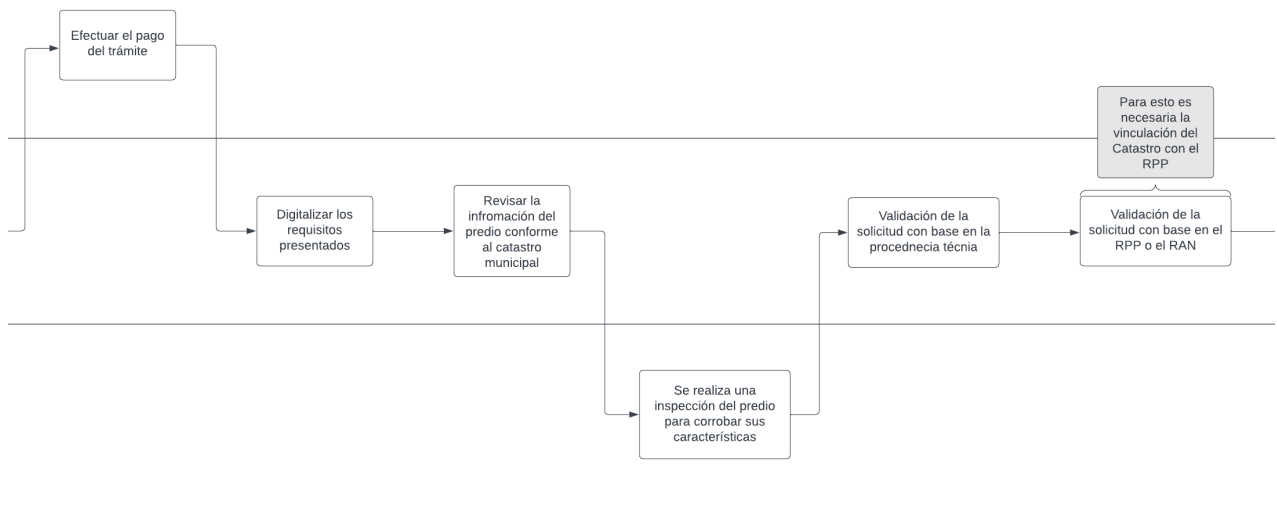 Efectuar el pago
del trámite
Digitalizar los
requisitos
presentados
Revisar la
infromación del
predio conforme
al catastro
municipal
Se realiza una
inspección del predio
para corrobar sus
características
Validación de la
solicitud con base en la
procednecia técnia
Para esto es
necesaria la
vinculación del
Catastro con el
RPP
Validación de la
solicitud con base en el
RPP o el RAN